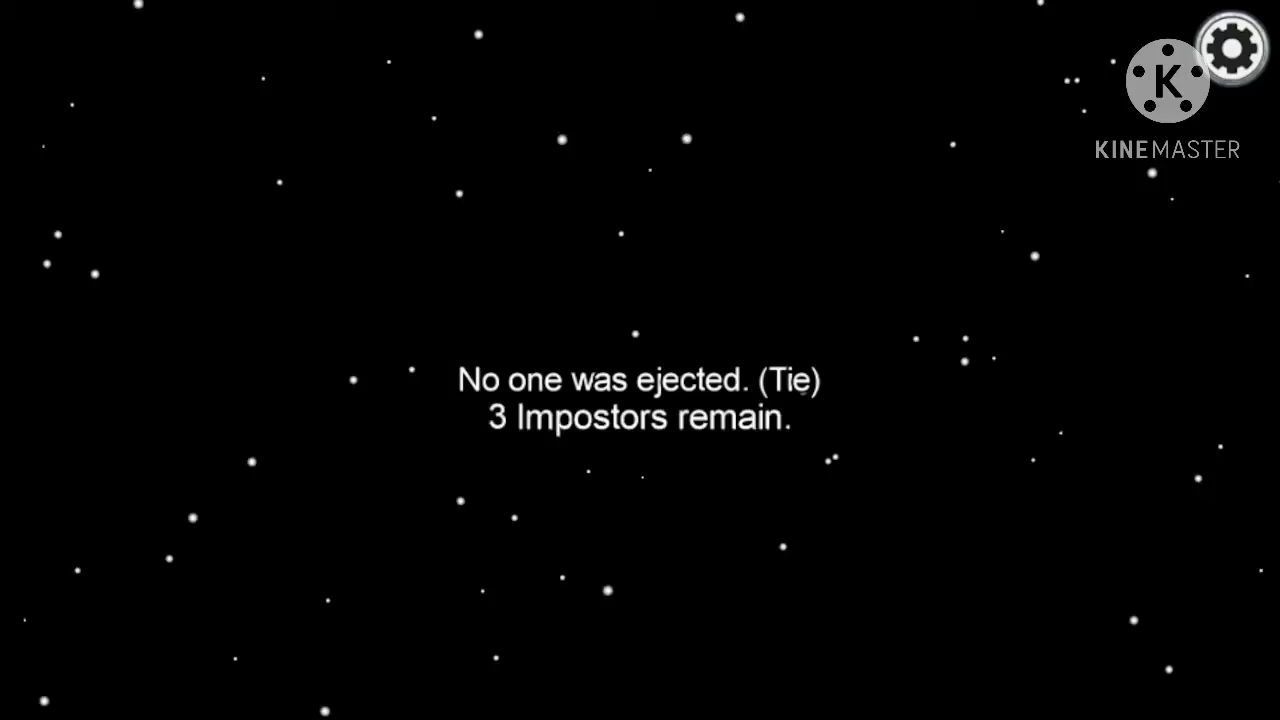 K
KINEMASTER
No one was ejected. (Tie)
3 Impostors remain.